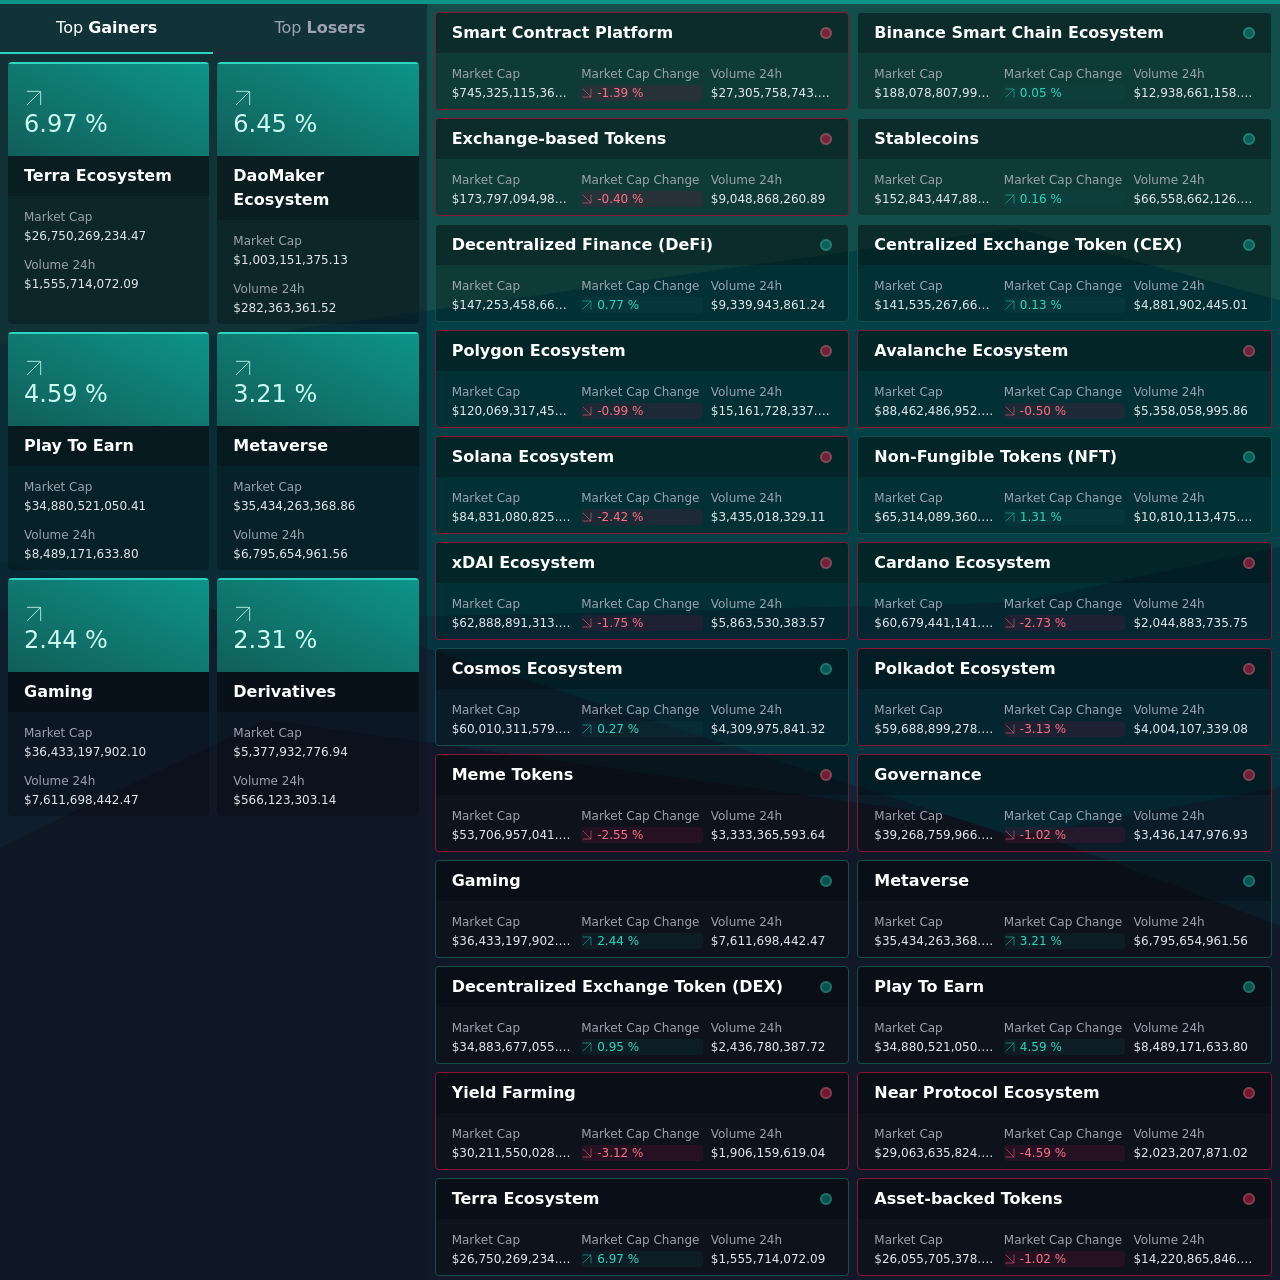 Top Gainers
Top Losers
6.97 %
Terra Ecosystem
Market Cap
$26,750,269,234.47
Volume 24h
$1,555,714,072.09
6.45 %
DaoMaker
Ecosystem
Market Cap
$1,003,151,375.13
Volume 24h
$282,363,361.52
4.59 %
Play To Earn
Market Cap
$34,880,521,050.41
Volume 24h
$8,489,171,633.80
3.21 %
Metaverse
Market Cap
$35,434,263,368.86
Volume 24h
$6,795,654,961.56
2.44 %
Gaming
Market Cap
$36,433,197,902.10
Volume 24h
$7,611,698,442.47
2.31 %
Derivatives
Market Cap
$5,377,932,776.94
Volume 24h
$566,123,303.14
Smart Contract Platform
Market Cap Market Cap Change Volume 24h
$745,325,115,36... -1.39 % $27,305,758,743....
Binance Smart Chain Ecosystem
Market Cap Market Cap Change Volume 24h
$188,078,807,99... 0.05 % $12,938,661,158....
Exchange-based Tokens
Market Cap Market Cap Change Volume 24h
$173,797,094,98... -0.40 % $9,048,868,260.89
Stablecoins
Market Cap Market Cap Change Volume 24h
$152,843,447,88... 0.16 % $66,558,662,126....
Decentralized Finance (DeFi)
Market Cap Market Cap Change Volume 24h
$147,253,458,66... 0.77 % $9,339,943,861.24
Centralized Exchange Token (CEX)
Market Cap Market Cap Change Volume 24h
$141,535,267,66... 0.13 % $4,881,902,445.01
Polygon Ecosystem
Market Cap Market Cap Change Volume 24h
$120,069,317,45... -0.99 % $15,161,728,337....
Avalanche Ecosystem
Market Cap Market Cap Change Volume 24h
$88,462,486,952.... -0.50 % $5,358,058,995.86
Solana Ecosystem
Market Cap Market Cap Change Volume 24h
$84,831,080,825.... -2.42 % $3,435,018,329.11
Non-Fungible Tokens (NFT)
Market Cap Market Cap Change Volume 24h
$65,314,089,360.... 1.31 % $10,810,113,475....
xDAI Ecosystem
Market Cap Market Cap Change Volume 24h
$62,888,891,313.... -1.75 % $5,863,530,383.57
Cardano Ecosystem
Market Cap Market Cap Change Volume 24h
$60,679,441,141.... -2.73 % $2,044,883,735.75
Cosmos Ecosystem
Market Cap Market Cap Change Volume 24h
$60,010,311,579.... 0.27 % $4,309,975,841.32
Polkadot Ecosystem
Market Cap Market Cap Change Volume 24h
$59,688,899,278.... -3.13 % $4,004,107,339.08
Meme Tokens
Market Cap Market Cap Change Volume 24h
$53,706,957,041.... -2.55 % $3,333,365,593.64
Governance
Market Cap Market Cap Change Volume 24h
$39,268,759,966.... -1.02 % $3,436,147,976.93
Gaming
Market Cap Market Cap Change Volume 24h
$36,433,197,902.... 2.44 % $7,611,698,442.47
Metaverse
Market Cap Market Cap Change Volume 24h
$35,434,263,368.... 3.21 % $6,795,654,961.56
Decentralized Exchange Token (DEX)
Market Cap Market Cap Change Volume 24h
$34,883,677,055.... 0.95 % $2,436,780,387.72
Play To Earn
Market Cap Market Cap Change Volume 24h
$34,880,521,050.... 4.59 % $8,489,171,633.80
Yield Farming
Market Cap Market Cap Change Volume 24h
$30,211,550,028.... -3.12 % $1,906,159,619.04
Near Protocol Ecosystem
Market Cap Market Cap Change Volume 24h
$29,063,635,824.... -4.59 % $2,023,207,871.02
Terra Ecosystem
Market Cap Market Cap Change Volume 24h
$26,750,269,234.... 6.97 % $1,555,714,072.09
Asset-backed Tokens
Market Cap Market Cap Change Volume 24h
$26,055,705,378.... -1.02 % $14,220,865,846....